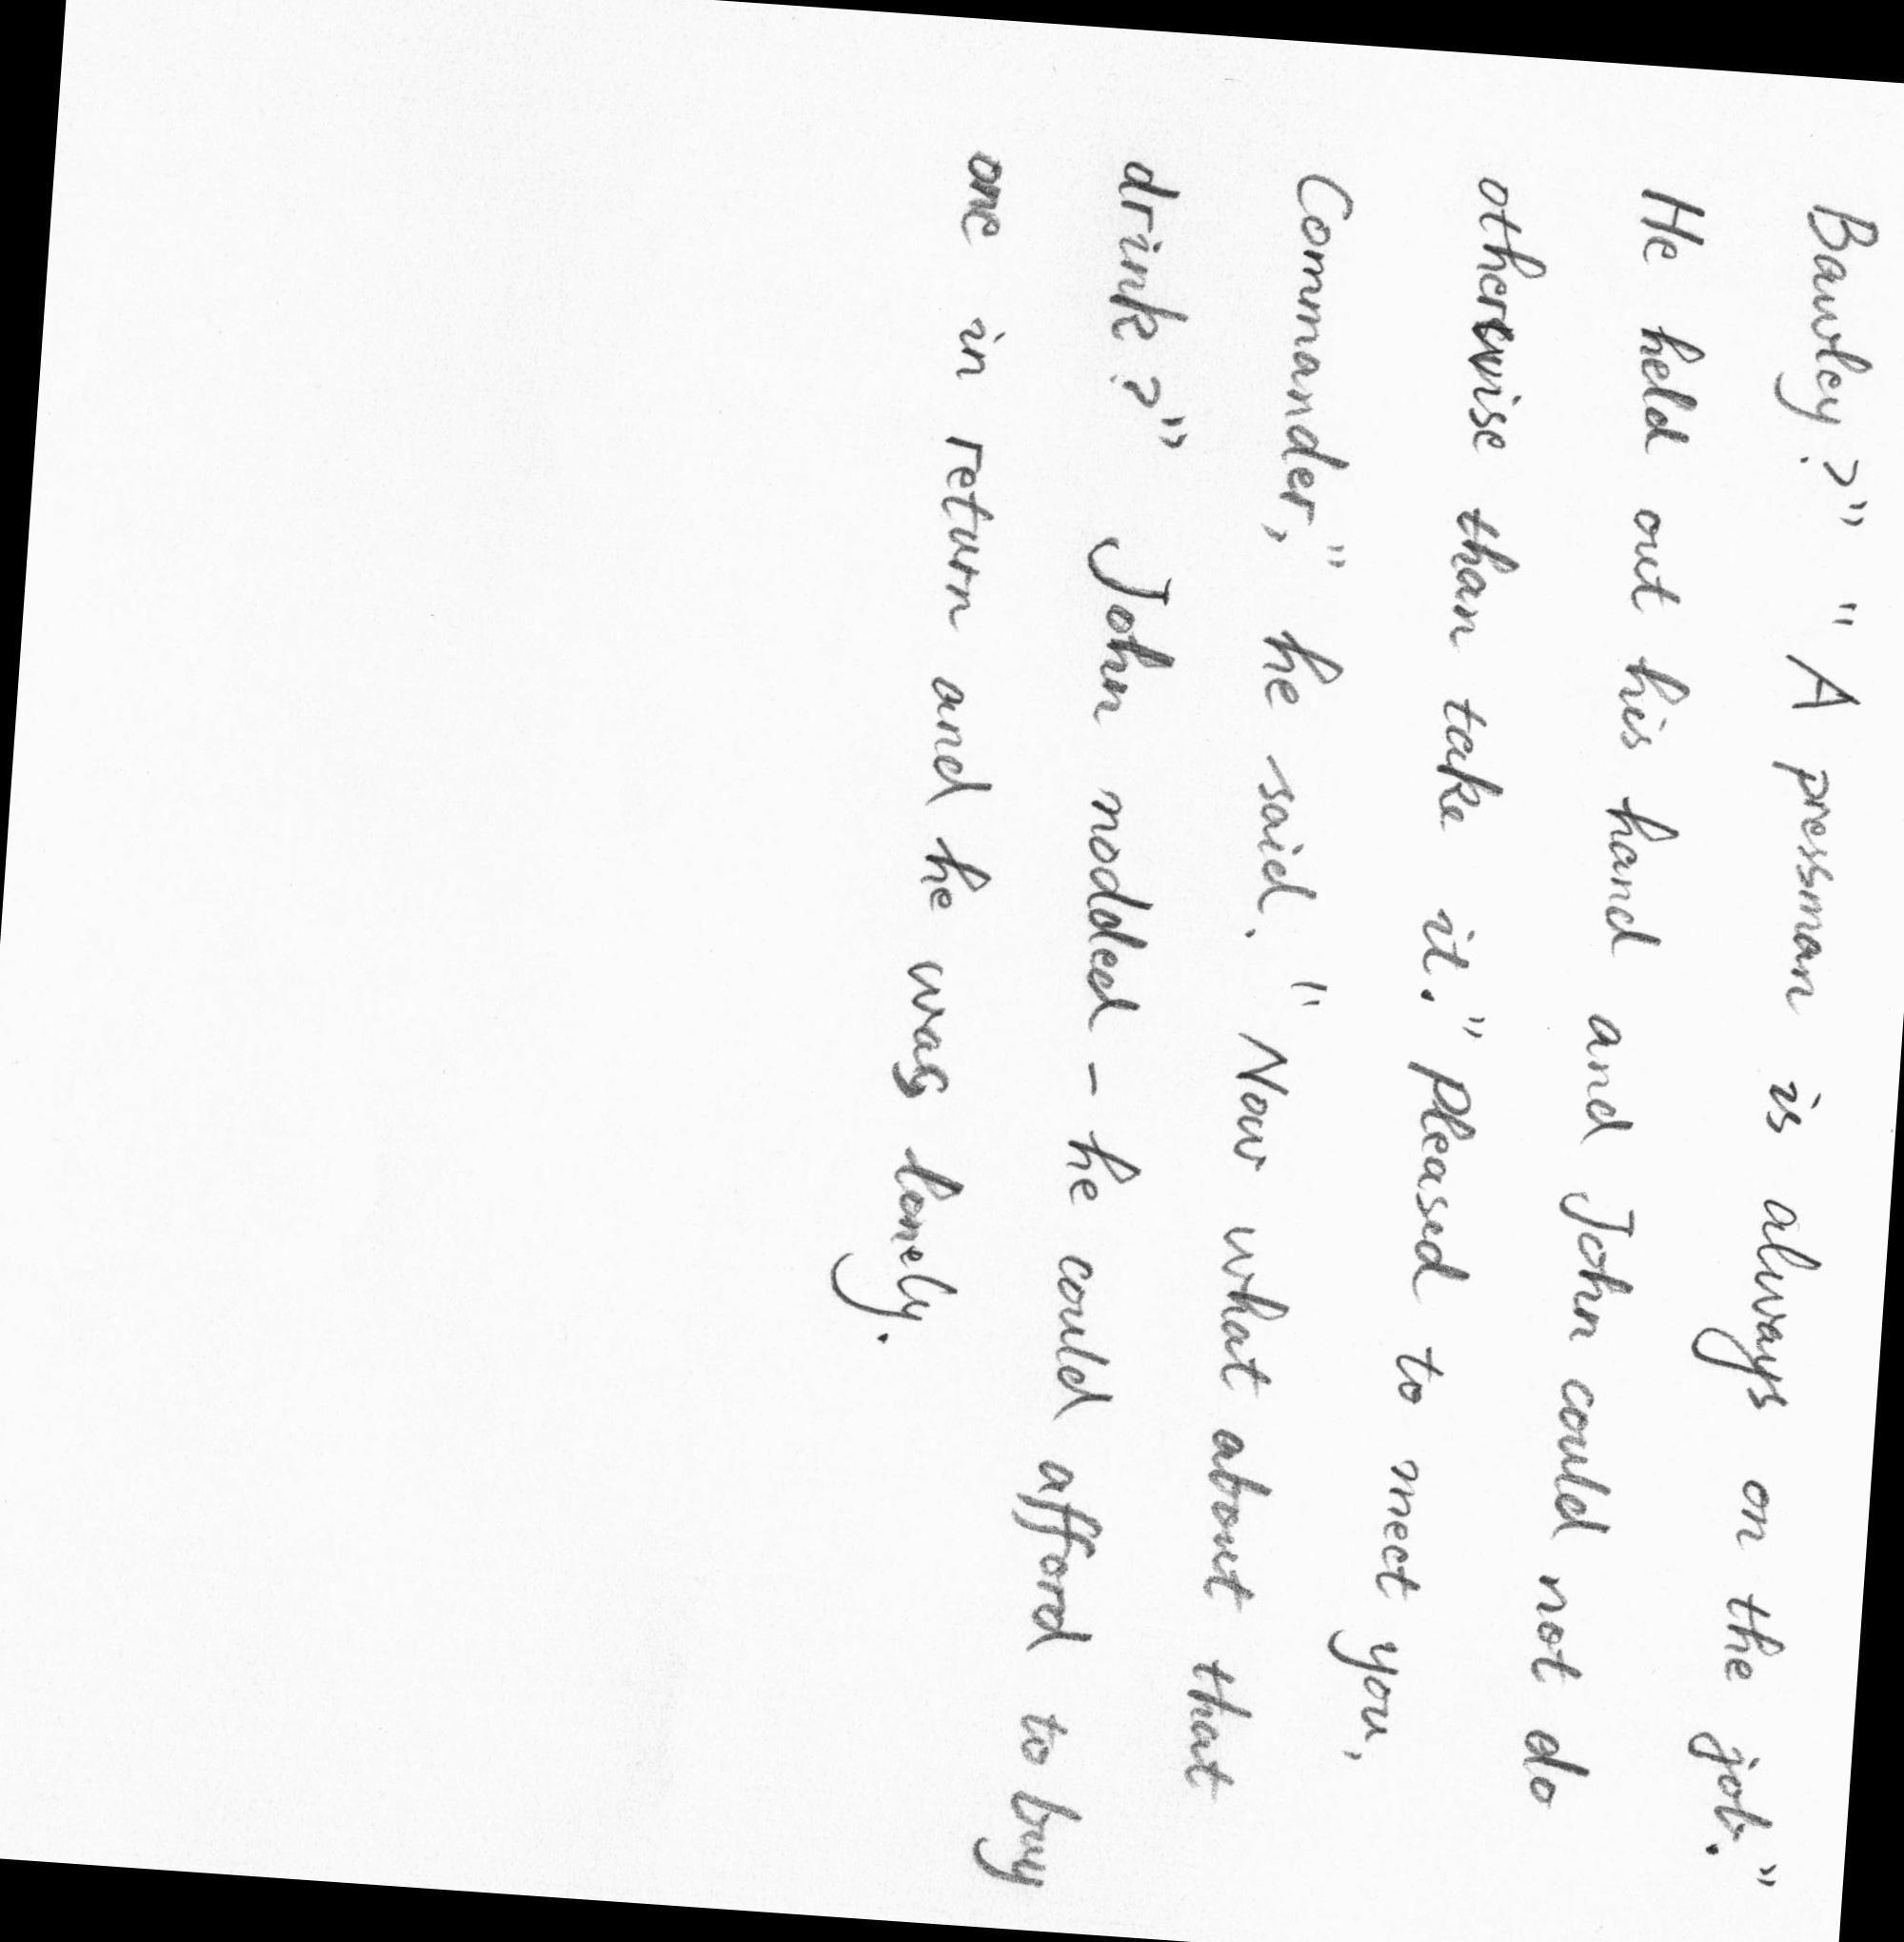 Bawley?" "A pressman is always on the job."
He held out his hand and John could not do
otherwise than take it." Pleased to meet you,
Commander," he said. "Now what about that
drink?" John nodded - he could afford to buy
one in return and he was lonely.